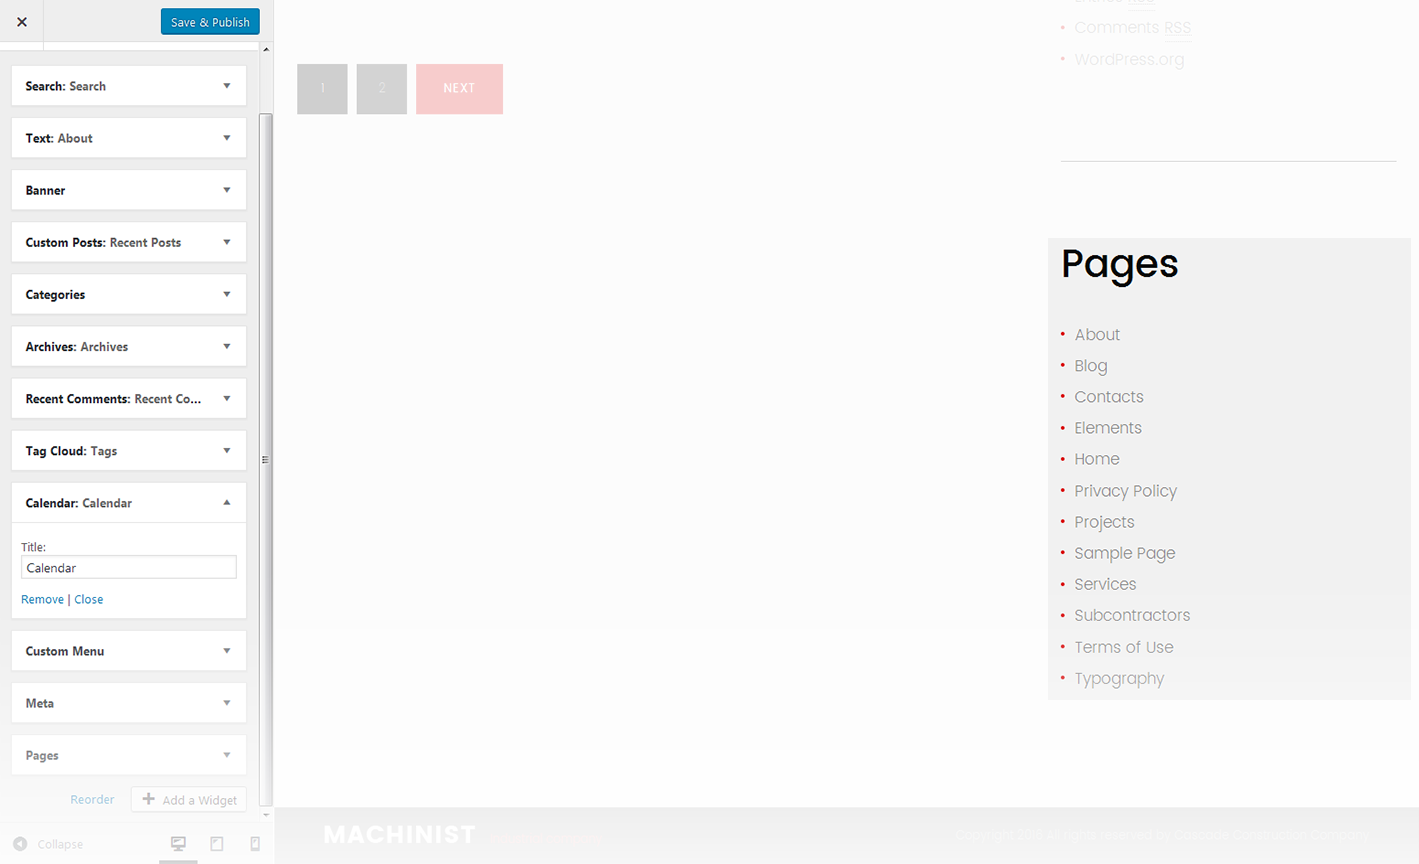 Save & Publish
Search: Search
Text: About
Banner
Custom Posts: Recent Posts
Categories
Archives: Archives
Recent Comments: Recent Co...
Tag Cloud: Tags
Calendar: Calendar
Title:
Calendar
Remove | Close
Custom Menu
Meta
Pages
Reorder
Add a Widget
Collapse
1 2 NEXT
RSS
Comments RSS
WordPress.org
Pages
About
Blog
Contacts
Elements
Home
Privacy Policy
Projects
Sample Page
Services
Subcontractors
Terms of Use
Typography
MACHINIST